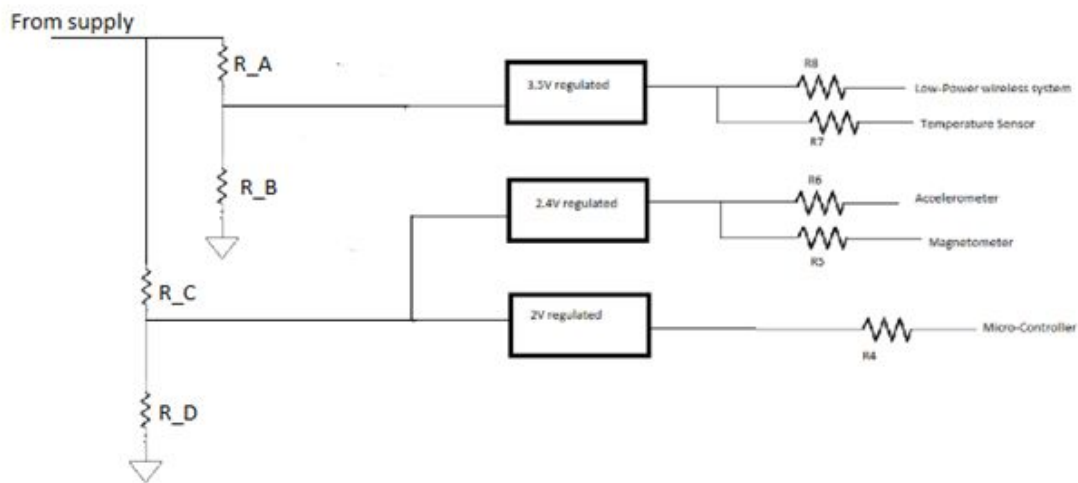 From supply
R_A
R_B
R_C
R_D
3.5V regulated
R8
Low-Power wireless system
R7
Temperature Sensor
2.4V regulated
R6
Accelerometer
R5
Magnetometer
2V regulated
R4
Micro-Controller